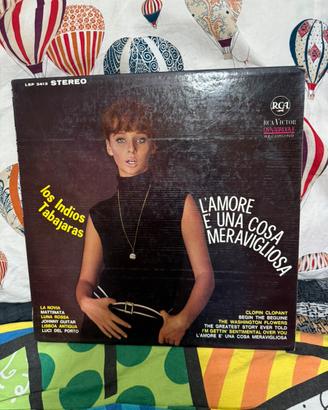 LSP 3413 STEREO
RCA
RCA VICTOR
DYNAGROOVE
RECORDING
los Indios
Tabajaras
L'AMORE
E' UNA COSA
MERAVIGLIOSA
LA NOVIA
MATTINATA
LUNA ROSSA
JOHNNY GUITAR
LISBOA ANTIGUA
LUCI DEL PORTO
CLOPIN CLOPANT
BEGIN THE BEGUINE
THE WASHINGTON FLOWERS
THE GREATEST STORY EVER TOLD
I'M GETTIN' SENTIMENTAL OVER YOU
L'AMORE E' UNA COSA MERAVIGLIOSA